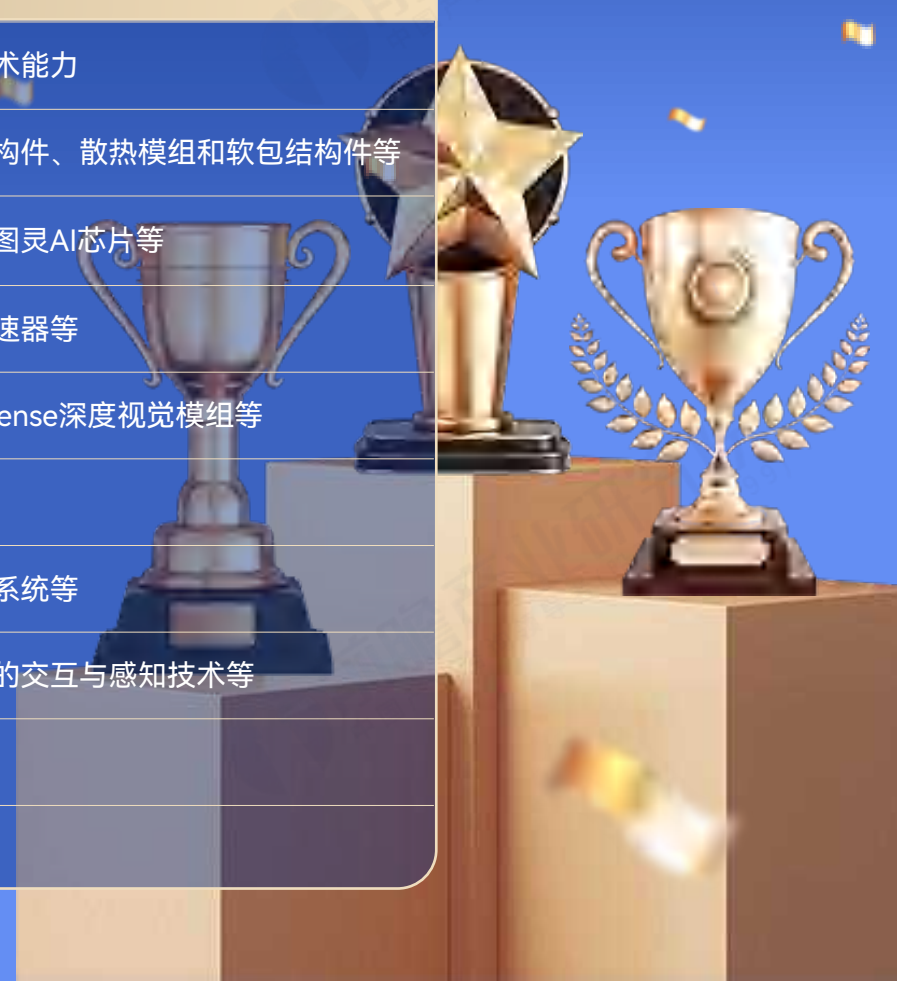 术能力
构件、散热模组和软包结构件等
图灵AI芯片等
速器等
ense深度视觉模组等
系统等
的交互与感知技术等